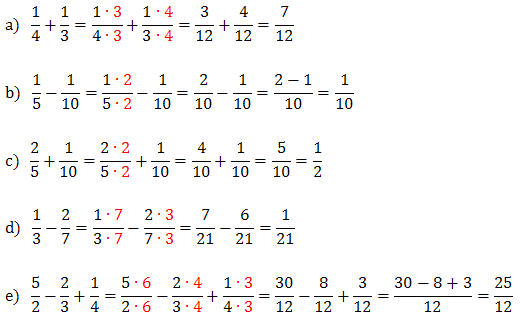 a) 1/4 + 1/3 = 1 · 3/4 · 3 + 1 · 4/3 · 4 = 3/12 + 4/12 = 7/12
b) 1/5 − 1/10 = 1 · 2/5 · 2 − 1/10 = 2/10 − 1/10 = 2 − 1/10 = 1/10
c) 2/5 + 1/10 = 2 · 2/5 · 2 + 1/10 = 4/10 + 1/10 = 5/10 = 1/2
d) 1/3 − 2/7 = 1 · 7/3 · 7 − 2 · 3/7 · 3 = 7/21 − 6/21 = 1/21
e) 5/2 − 2/3 + 1/4 = 5 · 6/2 · 6 − 2 · 4/3 · 4 + 1 · 3/4 · 3 = 30/12 − 8/12 + 3/12 = 30 − 8 + 3/12 = 25/12